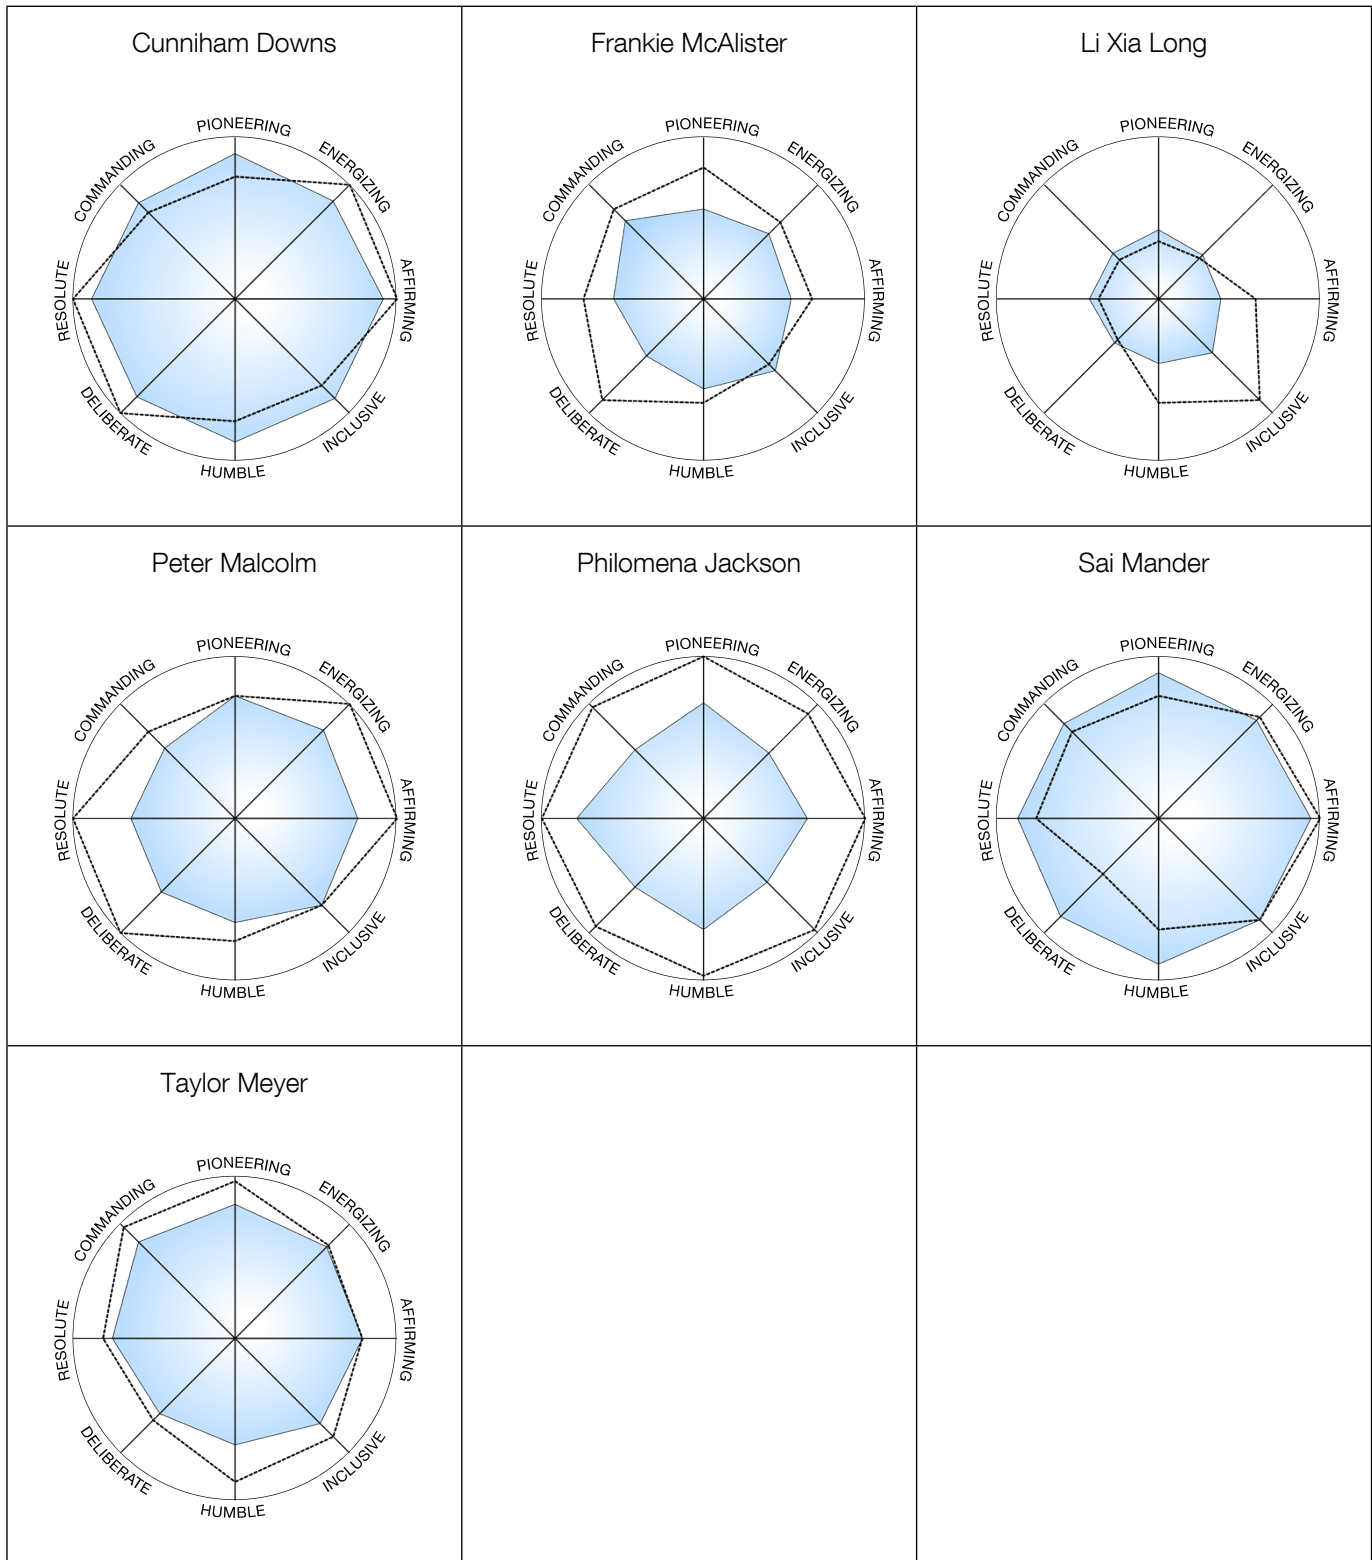 Cunniham Downs
PIONEERING
ENERGIZING
AFFIRMING
INCLUSIVE
HUMBLE
DELIBERATE
RESOLUTE
COMMANDING
Frankie McAlister
PIONEERING
ENERGIZING
AFFIRMING
INCLUSIVE
HUMBLE
DELIBERATE
RESOLUTE
COMMANDING
Li Xia Long
PIONEERING
ENERGIZING
AFFIRMING
INCLUSIVE
HUMBLE
DELIBERATE
RESOLUTE
COMMANDING
Peter Malcolm
PIONEERING
ENERGIZING
AFFIRMING
INCLUSIVE
HUMBLE
DELIBERATE
RESOLUTE
COMMANDING
Philomena Jackson
PIONEERING
ENERGIZING
AFFIRMING
INCLUSIVE
HUMBLE
DELIBERATE
RESOLUTE
COMMANDING
Sai Mander
PIONEERING
ENERGIZING
AFFIRMING
INCLUSIVE
HUMBLE
DELIBERATE
RESOLUTE
COMMANDING
Taylor Meyer
PIONEERING
ENERGIZING
AFFIRMING
INCLUSIVE
HUMBLE
DELIBERATE
RESOLUTE
COMMANDING